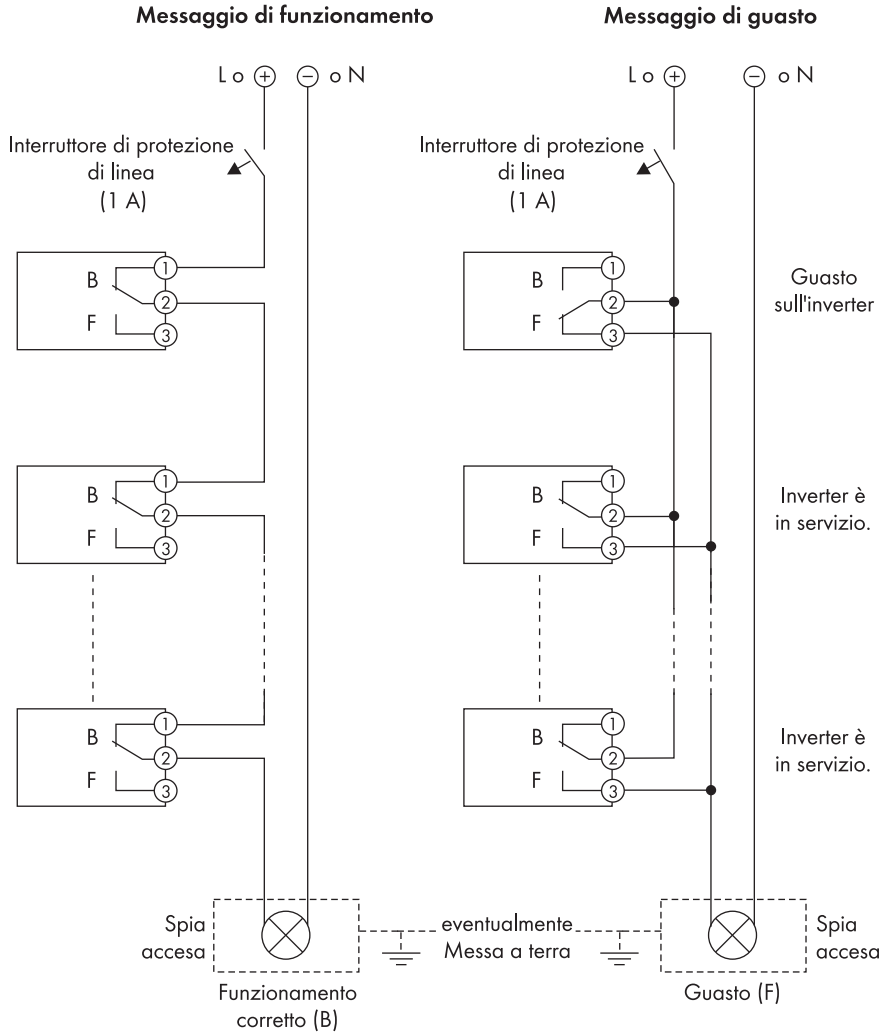 Messaggio di funzionamento
L o + − o N
Interruttore di protezione
di linea
(1 A)
B
F
1
2
3
B
F
1
2
3
B
F
1
2
3
Spia
accesa
Funzionamento
corretto (B)
eventualmente
Messa a terra
Messaggio di guasto
L o + − o N
Interruttore di protezione
di linea
(1 A)
B
F
1
2
3
Guasto
sull'inverter
B
F
1
2
3
Inverter è
in servizio.
B
F
1
2
3
Inverter è
in servizio.
Spia
accesa
Guasto (F)